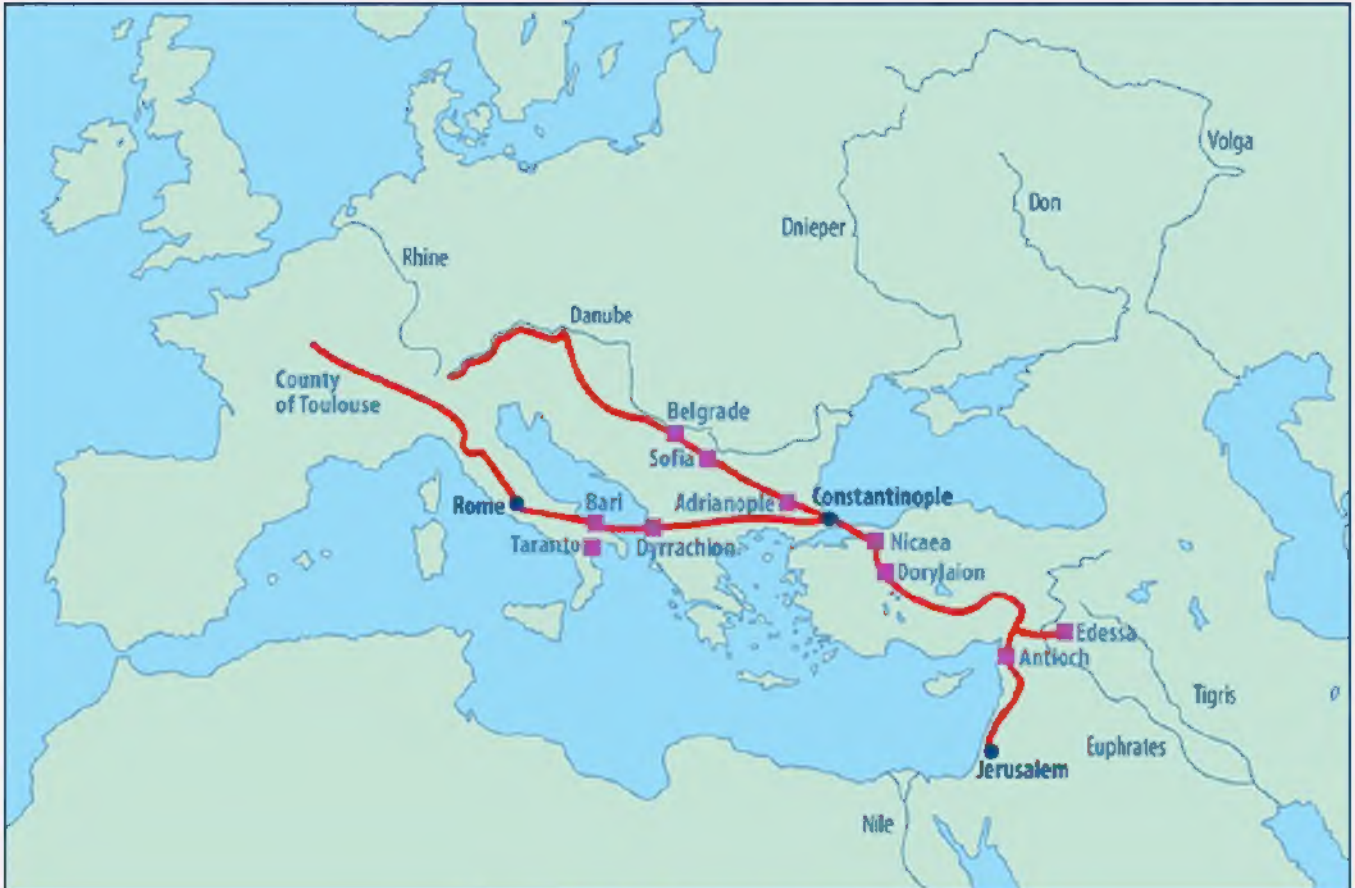 Volga
Don
Dnieper
Rhine
Danube
County
of Toulouse
Belgrade
Sofia
Rome
Bari
Adrianople
Constantinople
Taranto
Dyrrachion
Nicaea
Dorylaion
Edessa
Antioch
Tigris
Euphrates
Jerusalem
Nile